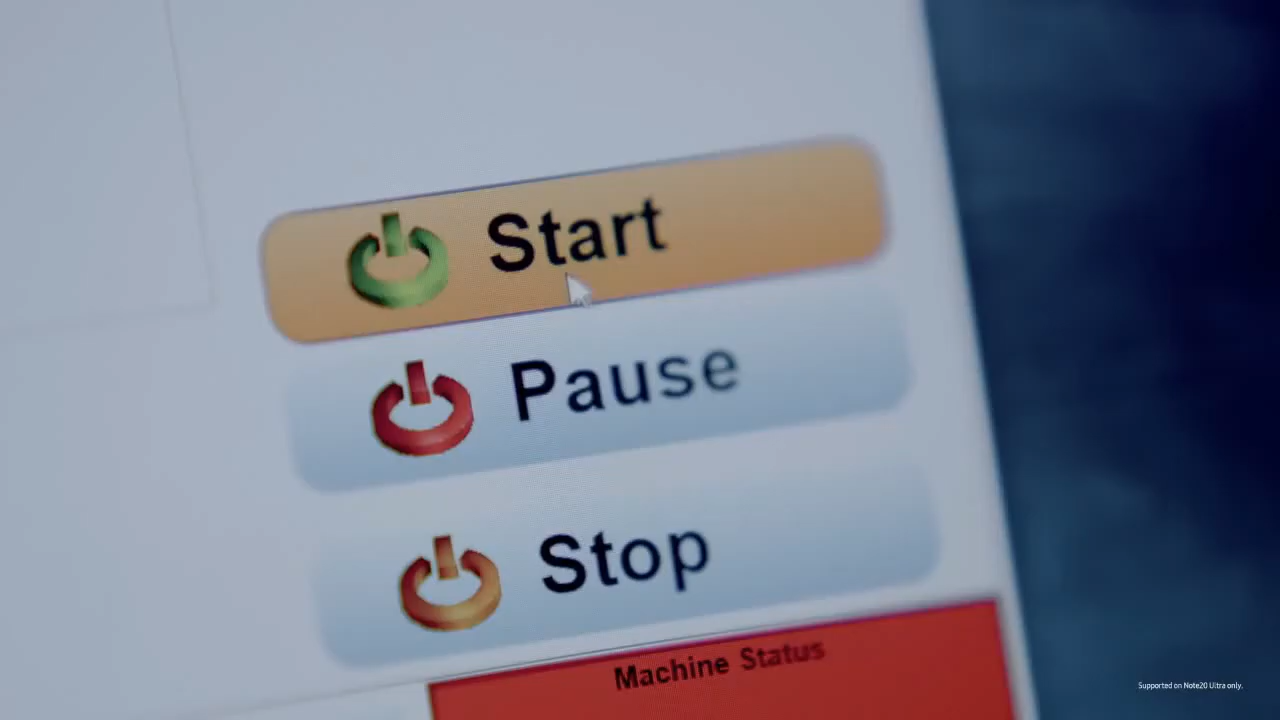 Start
Pause
Stop
Machine Status
Supported on Note20 Ultra only.